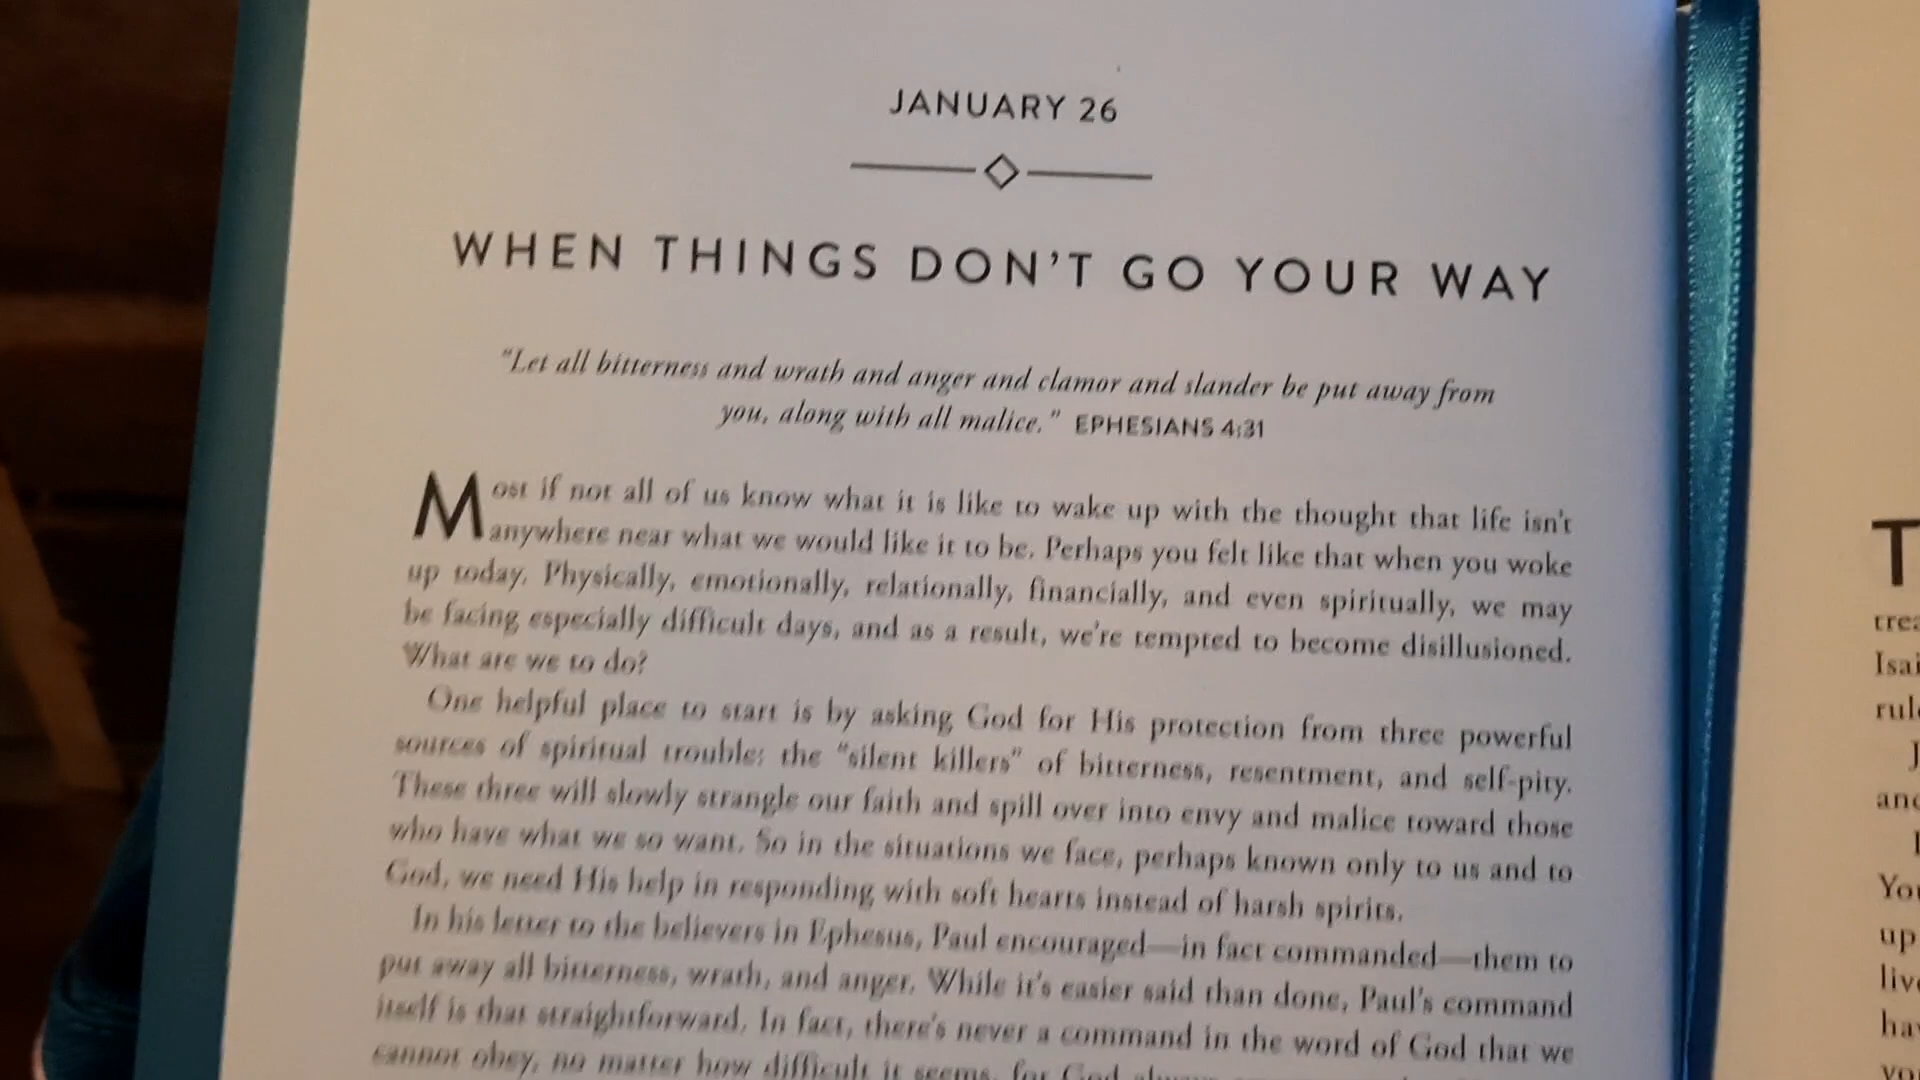 JANUARY 26
WHEN THINGS DON'T GO YOUR WAY
"Let all bitterness and wrath and anger and clamor and slander be put away from
you, along with all malice." EPHESIANS 4:31
Most if not all of us know what it is like to wake up with the thought that life isn't
anywhere near what we would like it to be. Perhaps you felt like that when you woke
up today. Physically, emotionally, relationally, financially, and even spiritually, we may
be facing especially difficult days, and as a result, we're tempted to become disillusioned.
What are we to do?
One helpful place to start is by asking God for His protection from three powerful
sources of spiritual trouble: the "silent killers" of bitterness, resentment, and self-pity.
These three will slowly strangle our faith and spill over into envy and malice toward those
who have what we so want. So in the situations we face, perhaps known only to us and to
God, we need His help in responding with soft hearts instead of harsh spirits.
In his letter to the believers in Ephesus, Paul encouraged—in fact commanded—them to
put away all bitterness, wrath, and anger. While it's easier said than done, Paul's command
itself is that straightforward. In fact, there's never a command in the word of God that we
cannot obey, no matter how difficult it seems, for God
T
trea
Isai
rule
J
and
You
up
live
hav
you